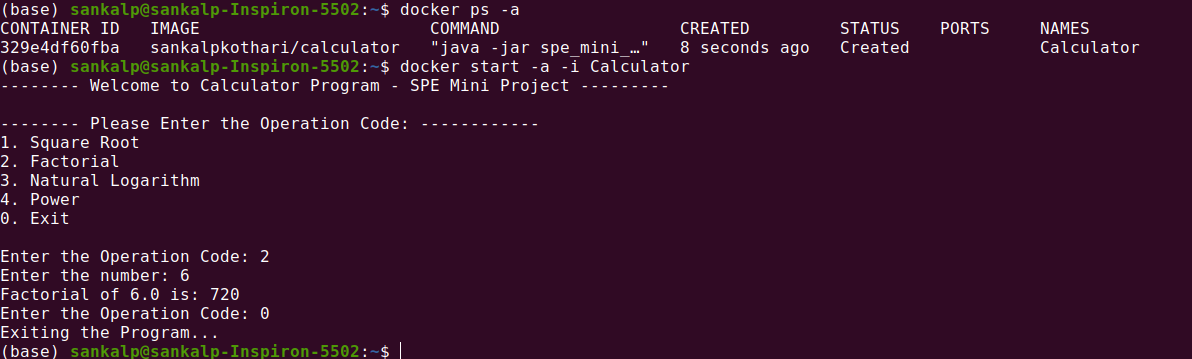 (base) sankalp@sankalp-Inspiron-5502:~$ docker ps -a
CONTAINER ID   IMAGE                       COMMAND                  CREATED         STATUS    PORTS     NAMES
329e4df60fba   sankalpkothari/calculator   "java -jar spe_mini_…"   8 seconds ago   Created             Calculator
(base) sankalp@sankalp-Inspiron-5502:~$ docker start -a -i Calculator
-------- Welcome to Calculator Program - SPE Mini Project ---------
-------- Please Enter the Operation Code: ------------
1. Square Root
2. Factorial
3. Natural Logarithm
4. Power
0. Exit
Enter the Operation Code: 2
Enter the number: 6
Factorial of 6.0 is: 720
Enter the Operation Code: 0
Exiting the Program...
(base) sankalp@sankalp-Inspiron-5502:~$